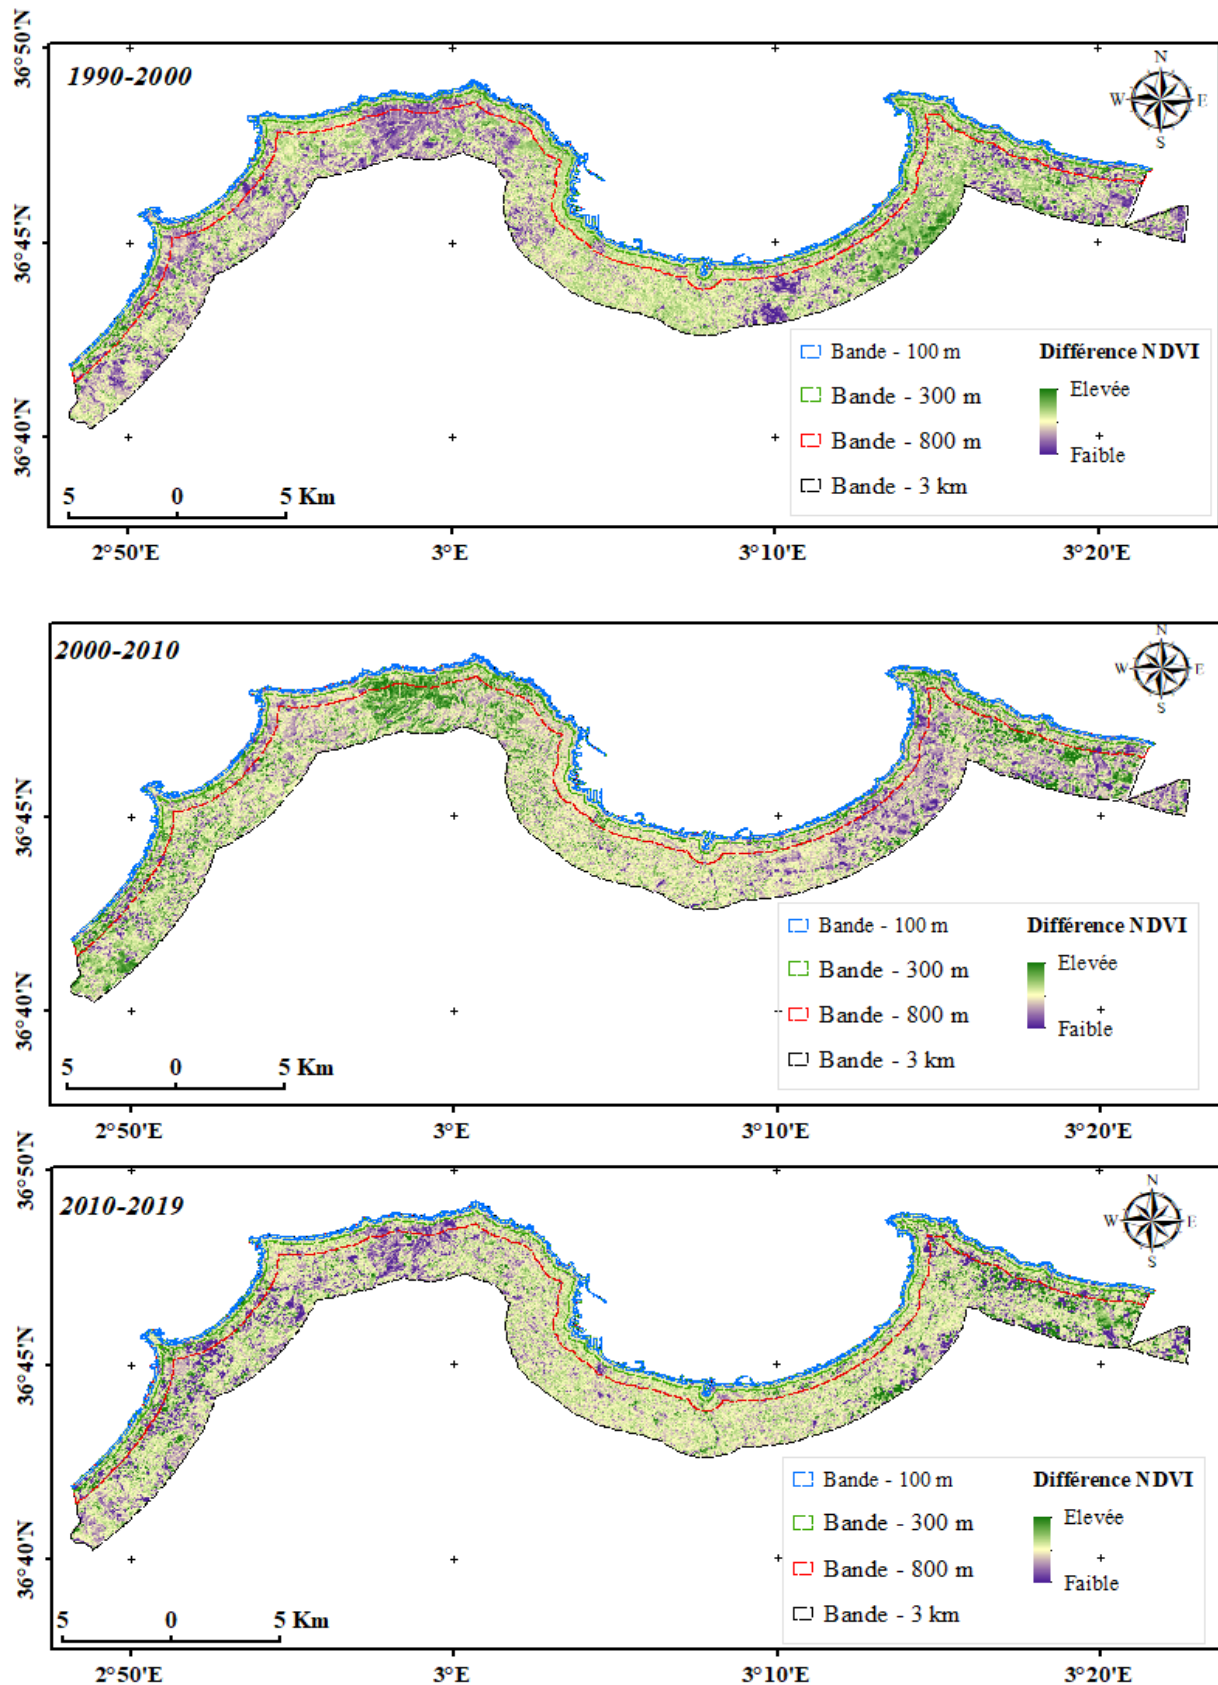 36°50'N
1990-2000
N
W
E
S
36°45'N
Bande - 100 m
Différence NDVI
Bande - 300 m
Elevée
Bande - 800 m
Faible
Bande - 3 km
36°40'N
5 0 5 Km
2°50'E 3°E 3°10'E 3°20'E
2000-2010
N
W
E
S
36°45'N
Bande - 100 m
Différence NDVI
Bande - 300 m
Elevée
Bande - 800 m
Faible
Bande - 3 km
36°40'N
5 0 5 Km
2°50'E 3°E 3°10'E 3°20'E
36°50'N
2010-2019
N
W
E
S
36°45'N
Bande - 100 m
Différence NDVI
Bande - 300 m
Elevée
Bande - 800 m
Faible
Bande - 3 km
36°40'N
5 0 5 Km
2°50'E 3°E 3°10'E 3°20'E